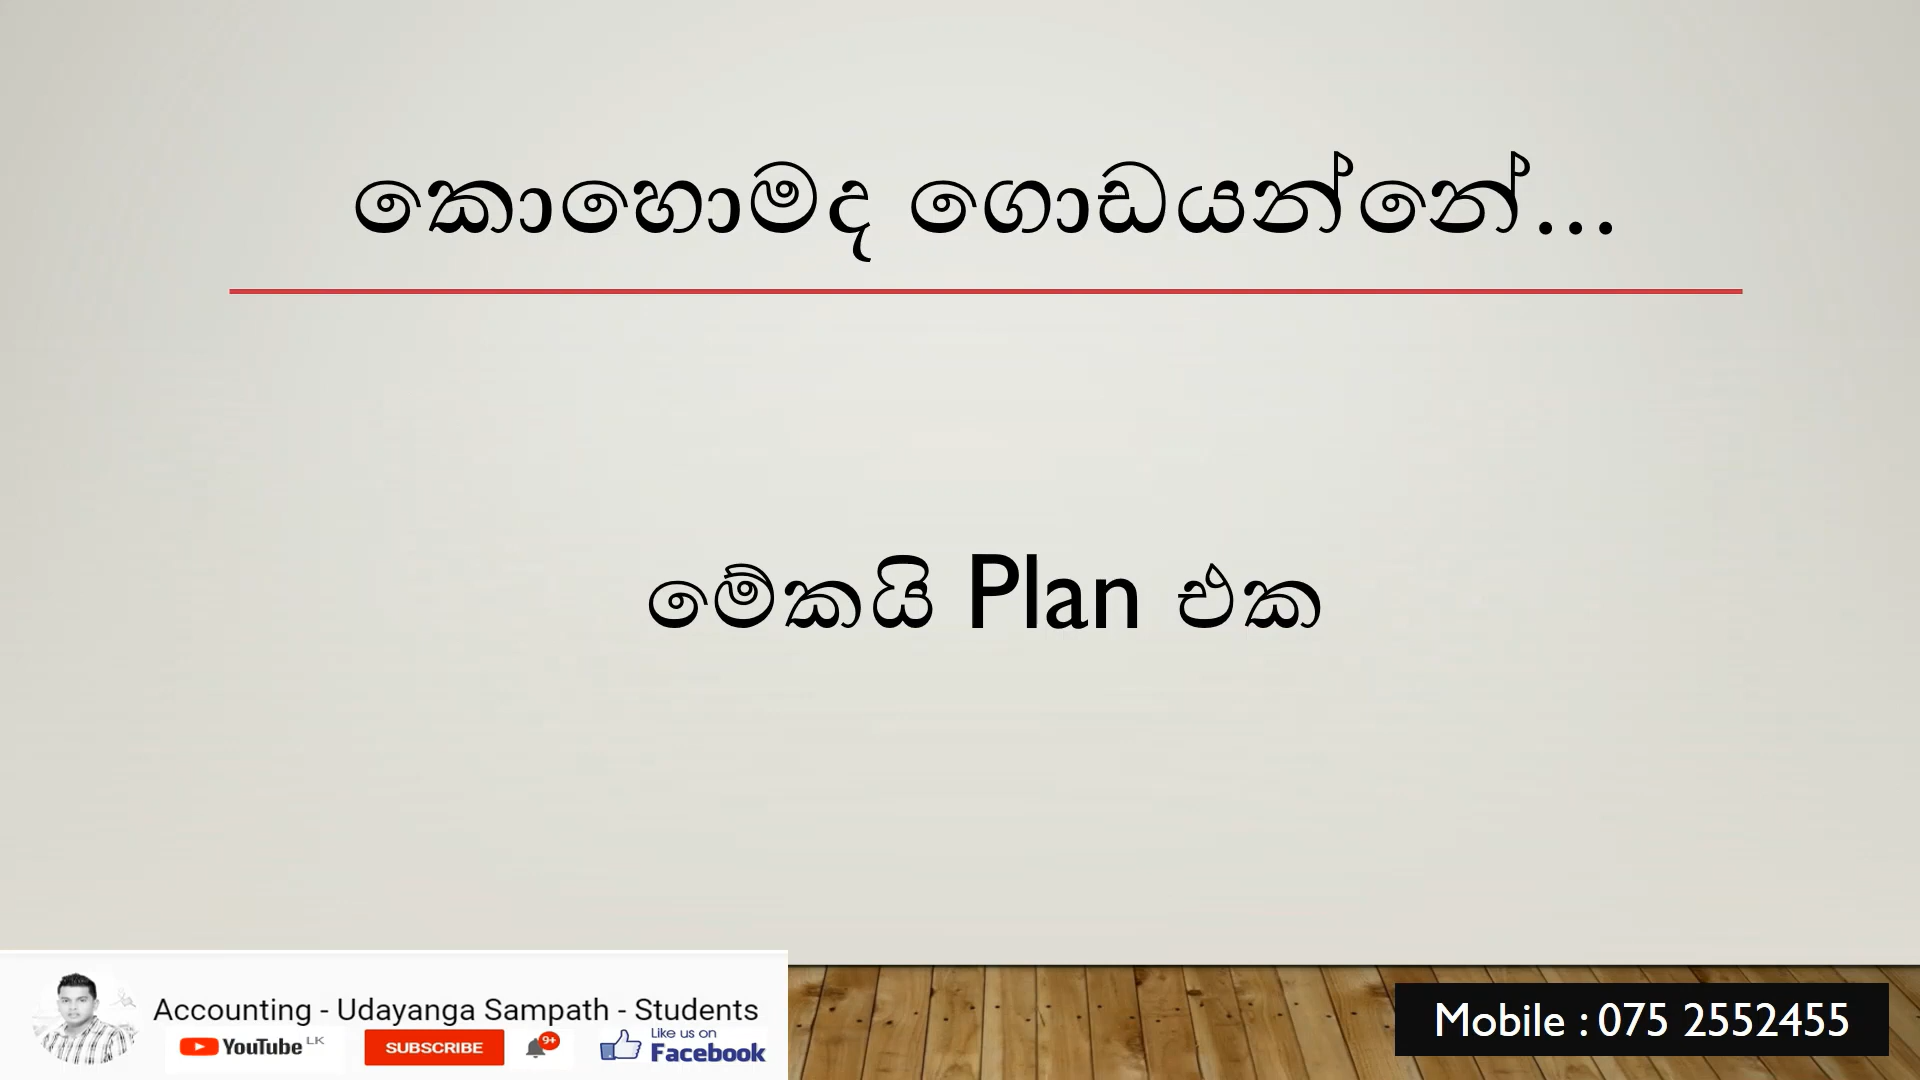 කොහොමද ගොඩයන්නේ...
මේකයි Plan එක
Accounting - Udayanga Sampath - Students
YouTube LK
SUBSCRIBE
9+
Like us on
Facebook
Mobile : 075 2552455